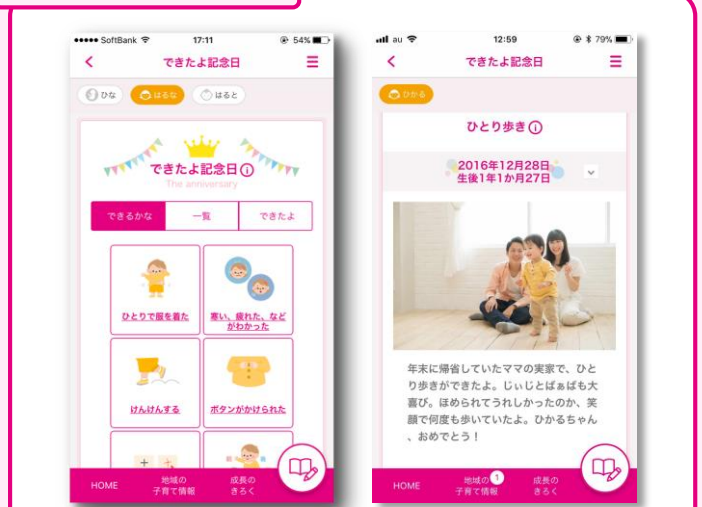 SoftBank 17:11 54%
できたよ記念日
ひな はるな はると
できたよ記念日
The anniversary
できるかな 一覧 できたよ
ひとりで服を着た
寒い、疲れた、など
がわかった
けんけんする
ボタンがかけられた
HOME
地域の
子育て情報
成長の
きろく
au 12:59 79%
できたよ記念日
ひかる
ひとり歩き
2016年12月28日
生後1年1か月27日
年末に帰省していたママの実家で、ひと
り歩きができたよ。じぃじとばぁばも大
喜び。ほめられてうれしかったのか、笑
顔で何度も歩いていたよ。ひかるちゃん
、おめでとう!
HOME
地域の 1
子育て情報
成長の
きろく